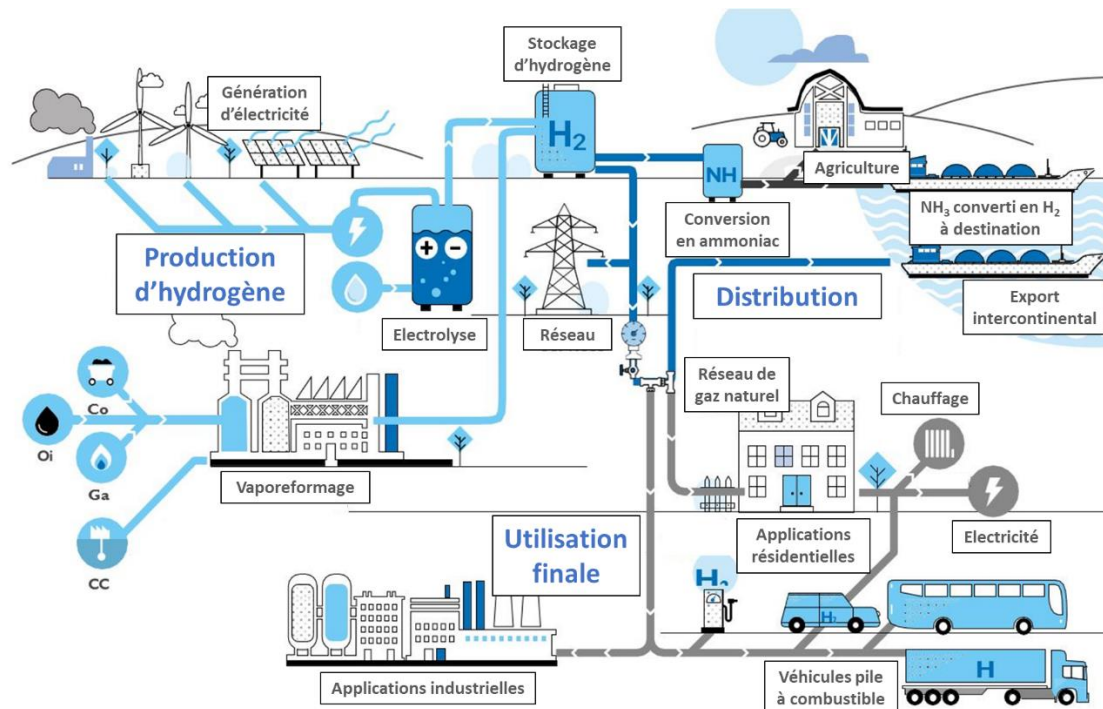 Stockage
d'hydrogène
Génération
d'électricité
H2
NH
Agriculture
Conversion
en ammoniac
NH3 converti en H2
à destination
Production
d'hydrogène
Distribution
Export
intercontinental
Electrolyse
Réseau
Réseau de
gaz naturel
Chauffage
Co
Oi
Ga
Vaporeformage
CC
Utilisation
finale
Applications
résidentielles
Electricité
H2
H2
H
Applications industrielles
Véhicules pile
à combustible